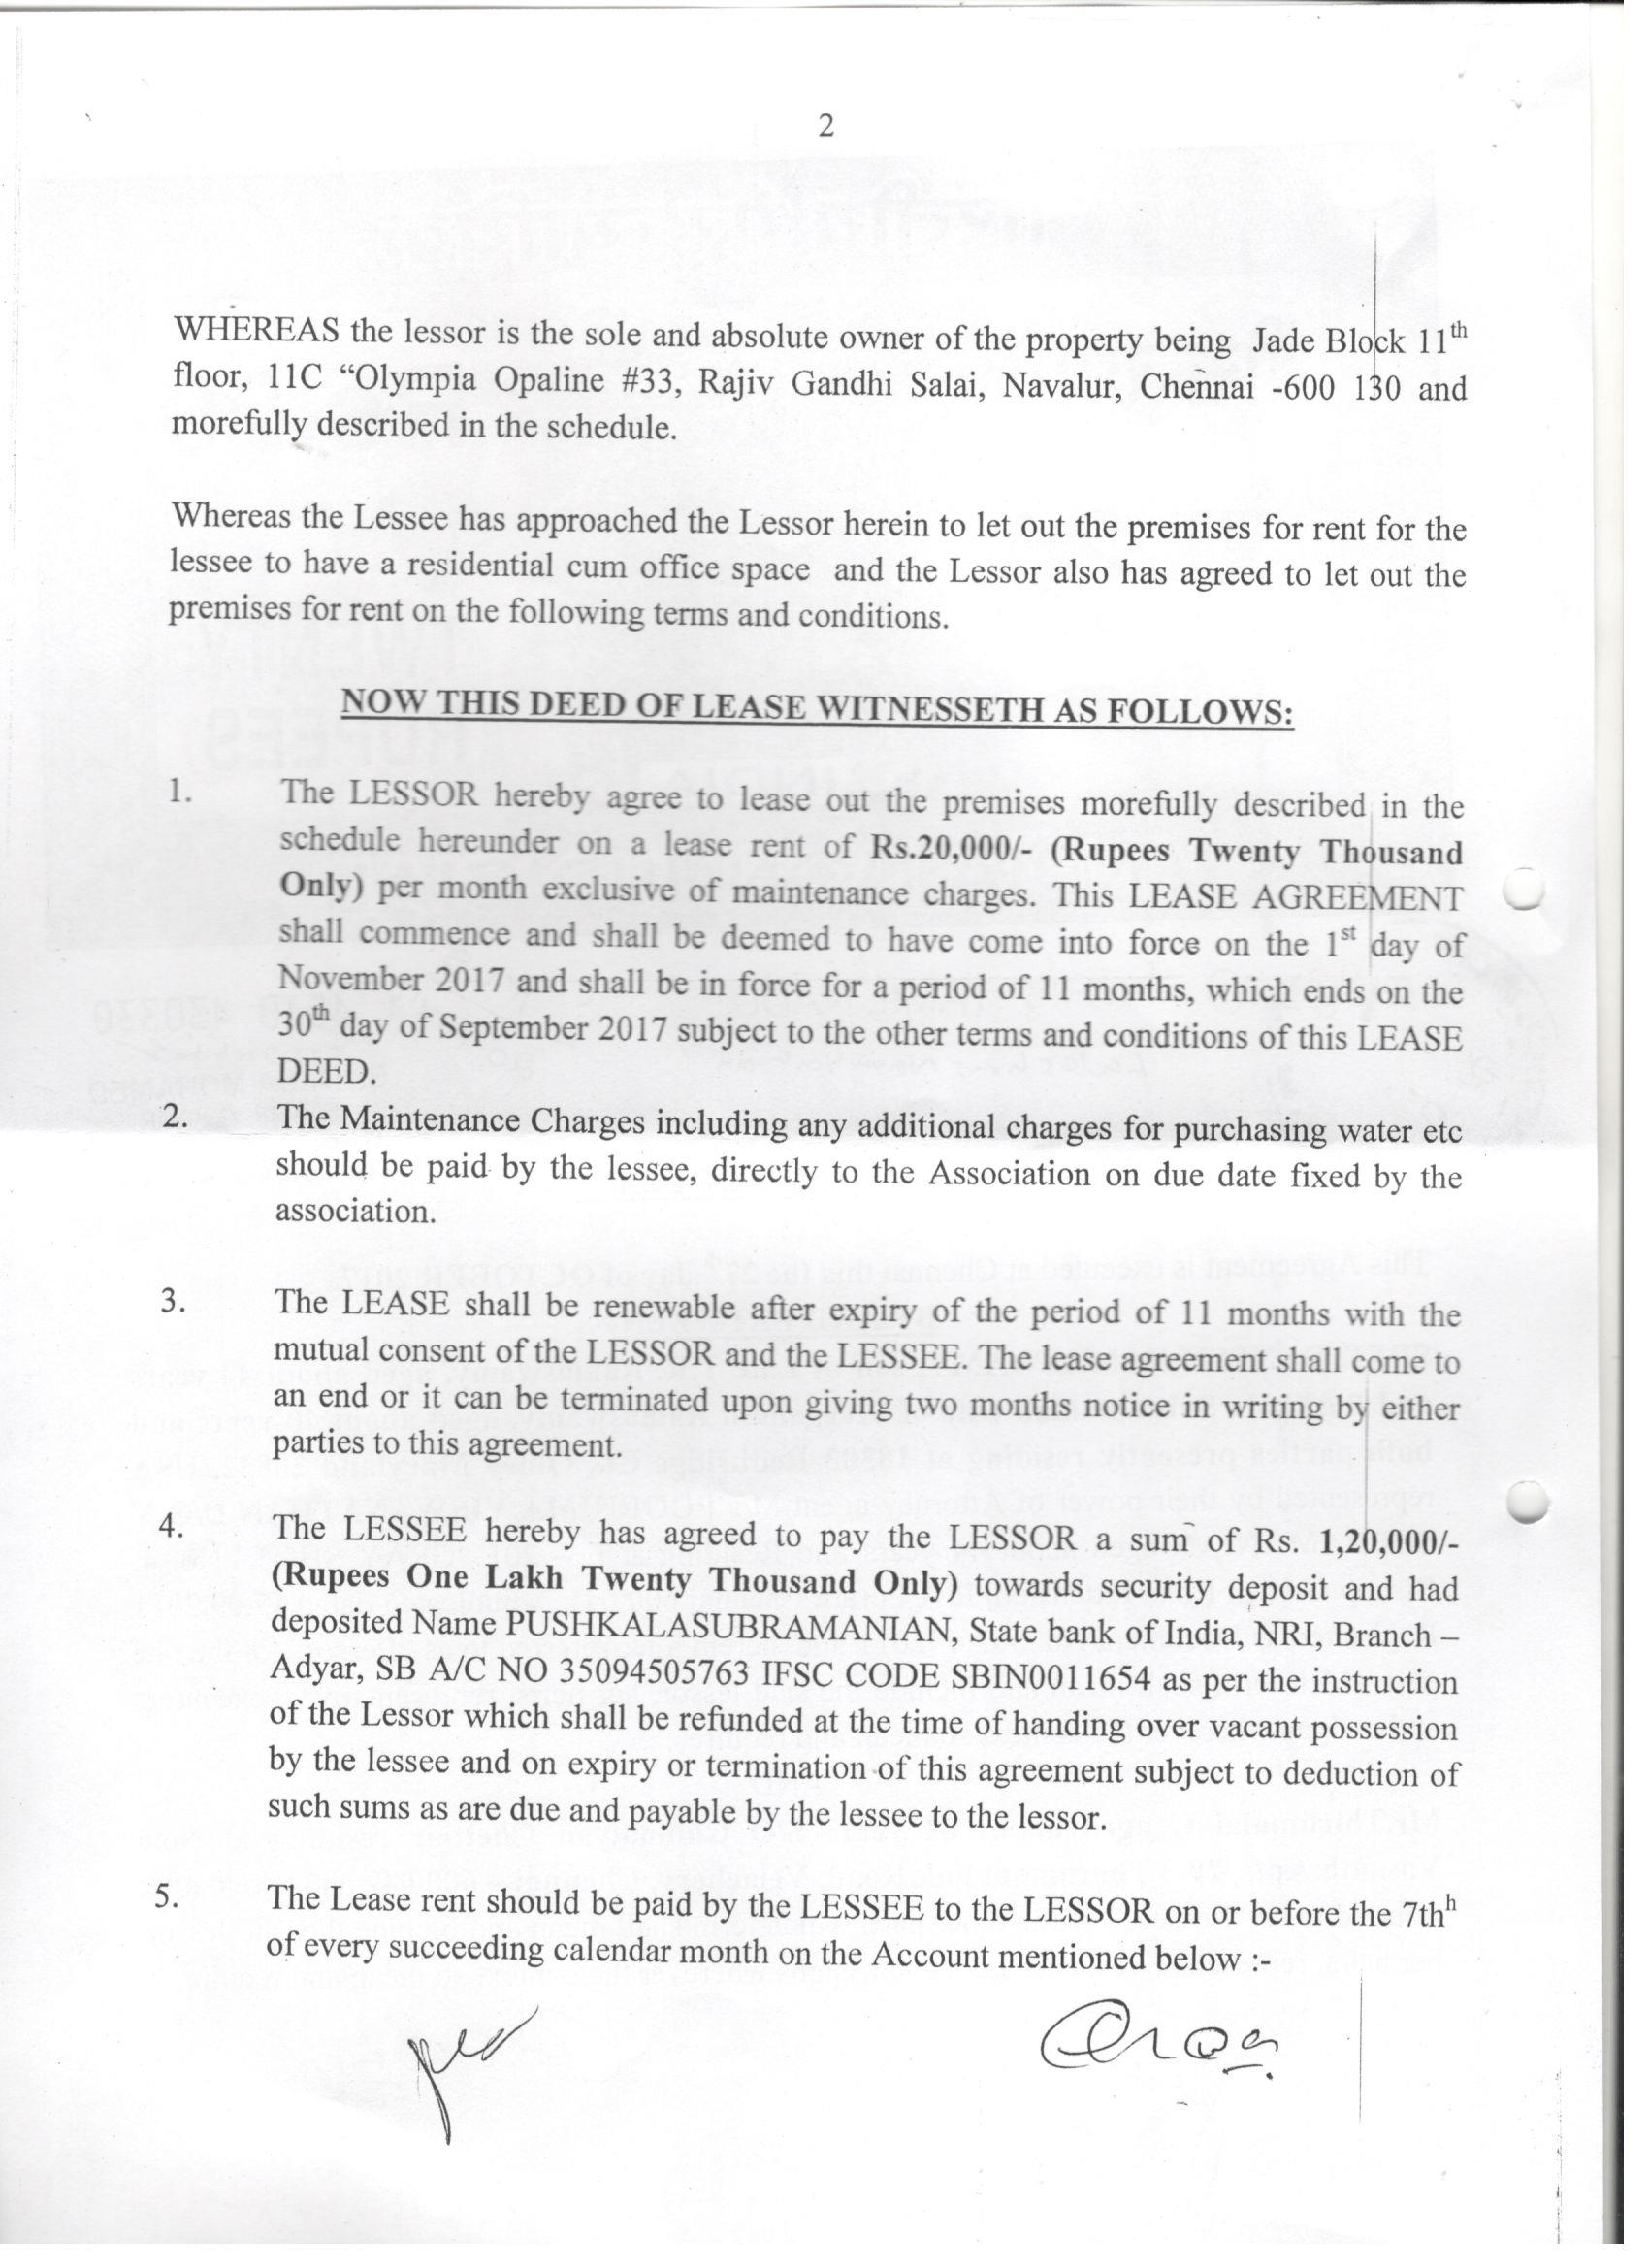 2
WHEREAS the lessor is the sole and absolute owner of the property being Jade Block 11th
floor, 11C “Olympia Opaline #33, Rajiv Gandhi Salai, Navalur, Chennai -600 130 and
morefully described in the schedule.
Whereas the Lessee has approached the Lessor herein to let out the premises for rent for the
lessee to have a residential cum office space and the Lessor also has agreed to let out the
premises for rent on the following terms and conditions.
NOW THIS DEED OF LEASE WITNESSETH AS FOLLOWS:
1. The LESSOR hereby agree to lease out the premises morefully described in the
schedule hereunder on a lease rent of Rs.20,000/- (Rupees Twenty Thousand
Only) per month exclusive of maintenance charges. This LEASE AGREEMENT
shall commence and shall be deemed to have come into force on the 1st day of
November 2017 and shall be in force for a period of 11 months, which ends on the
30th day of September 2017 subject to the other terms and conditions of this LEASE
DEED.
2. The Maintenance Charges including any additional charges for purchasing water etc
should be paid by the lessee, directly to the Association on due date fixed by the
association.
3. The LEASE shall be renewable after expiry of the period of 11 months with the
mutual consent of the LESSOR and the LESSEE. The lease agreement shall come to
an end or it can be terminated upon giving two months notice in writing by either
parties to this agreement.
4. The LESSEE hereby has agreed to pay the LESSOR a sum of Rs. 1,20,000/-
(Rupees One Lakh Twenty Thousand Only) towards security deposit and had
deposited Name PUSHKALASUBRAMANIAN, State bank of India, NRI, Branch –
Adyar, SB A/C NO 35094505763 IFSC CODE SBIN0011654 as per the instruction
of the Lessor which shall be refunded at the time of handing over vacant possession
by the lessee and on expiry or termination of this agreement subject to deduction of
such sums as are due and payable by the lessee to the lessor.
5. The Lease rent should be paid by the LESSEE to the LESSOR on or before the 7thh
of every succeeding calendar month on the Account mentioned below :-